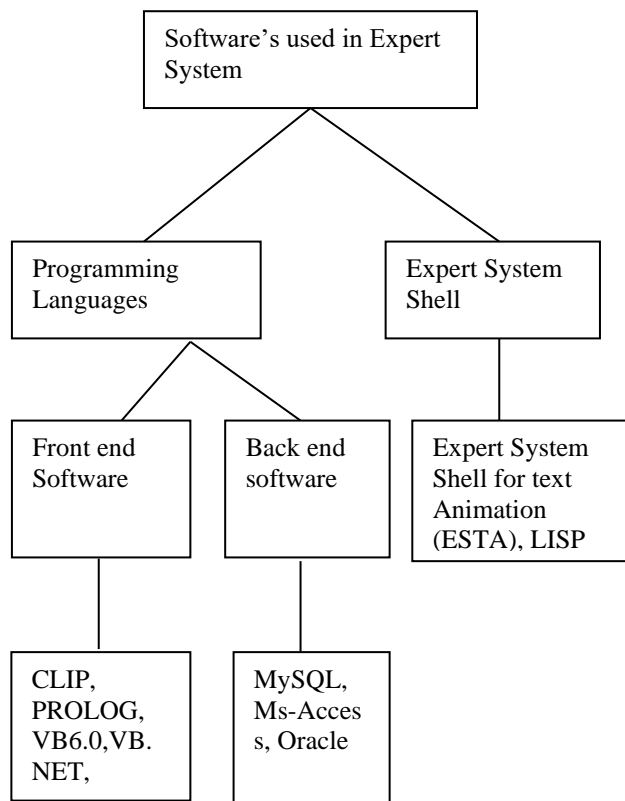 Software’s used in Expert
System
Programming
Languages
Expert System
Shell
Front end
Software
Back end
software
Expert System
Shell for text
Animation
(ESTA), LISP
CLIP,
PROLOG,
VB6.0,VB.
NET,
MySQL,
Ms-Acces
s, Oracle